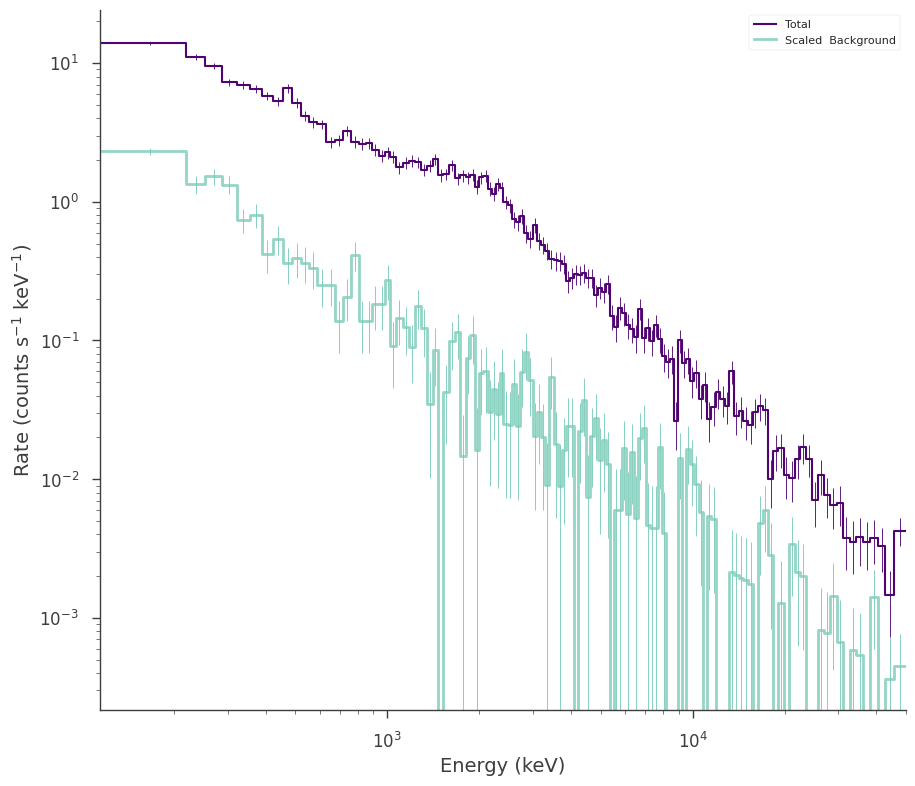 Total
Scaled  Background
10¹
10⁰
10⁻¹
10⁻²
10⁻³
Rate (counts s⁻¹ keV⁻¹)
10³
10⁴
Energy (keV)